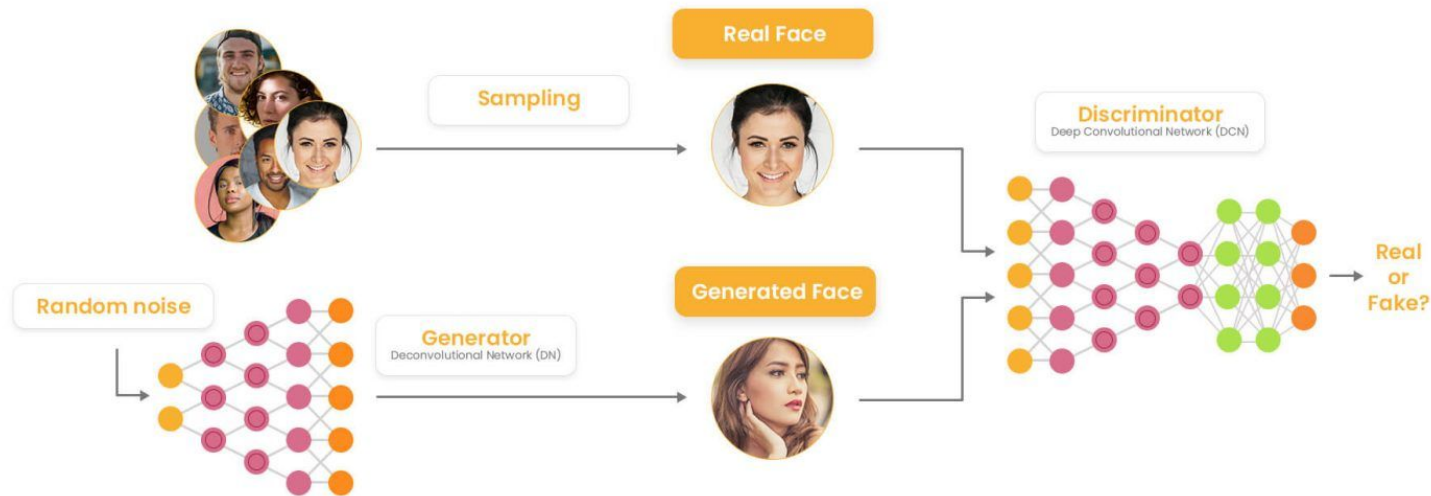 Real Face
Sampling
Discriminator
Deep Convolutional Network (DCN)
Real
or
Fake?
Generated Face
Random noise
Generator
Deconvolutional Network (DN)